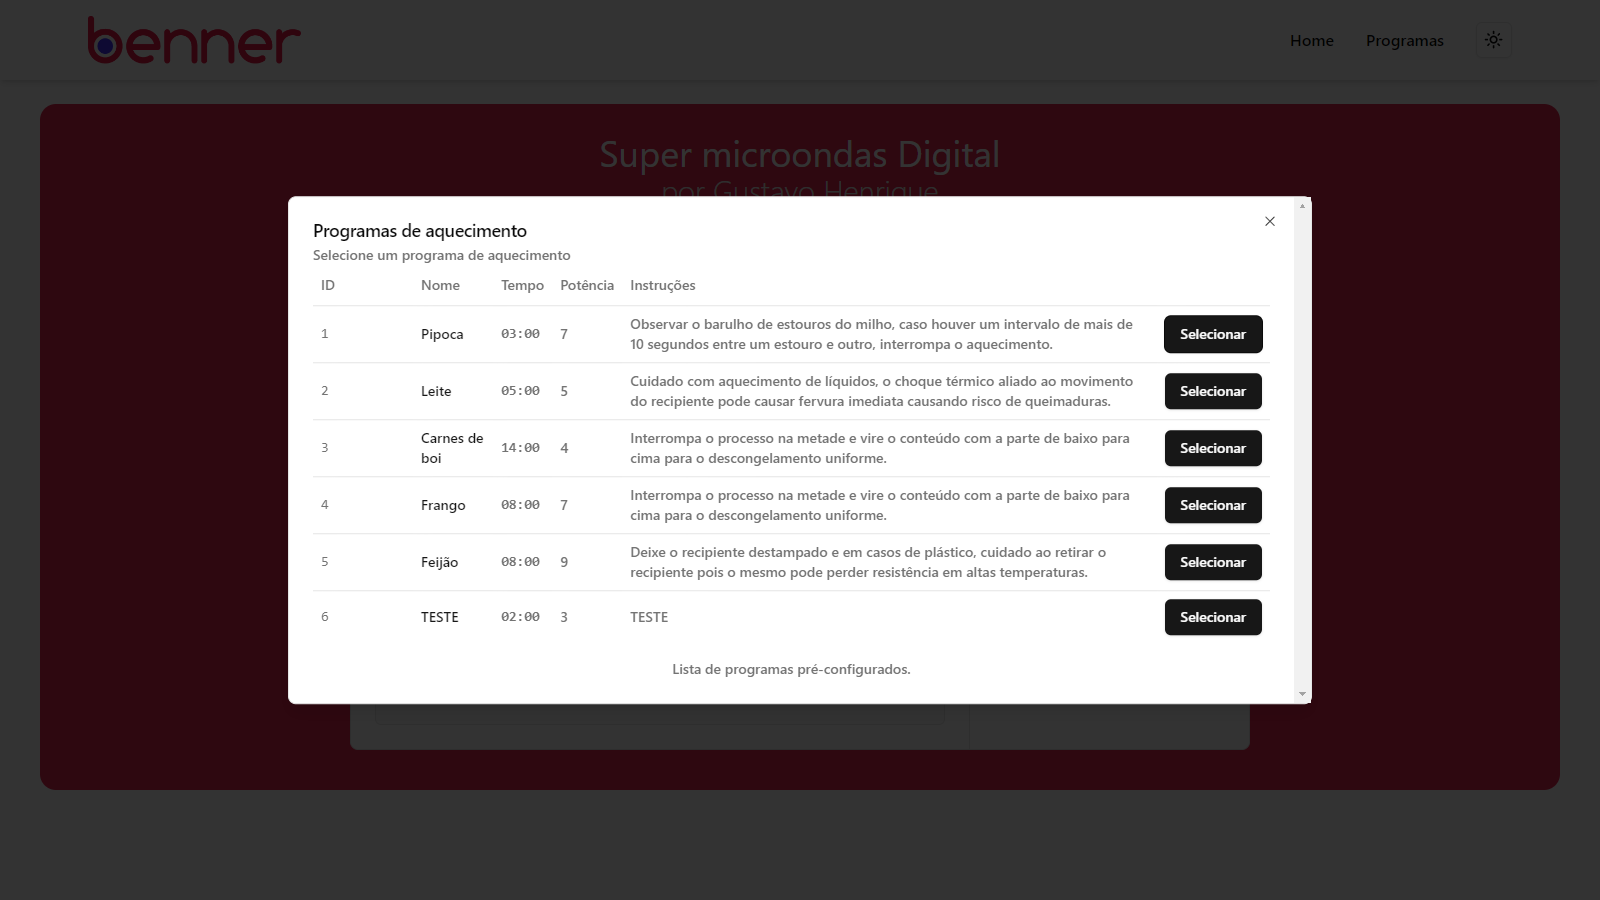 benner
Home
Programas
Super microondas Digital
por Gustavo Henrique
Programas de aquecimento
Selecione um programa de aquecimento
ID Nome Tempo Potência Instruções
1 Pipoca 03:00 7 Observar o barulho de estouros do milho, caso houver um intervalo de mais de
10 segundos entre um estouro e outro, interrompa o aquecimento.
Selecionar
2 Leite 05:00 5 Cuidado com aquecimento de líquidos, o choque térmico aliado ao movimento
do recipiente pode causar fervura imediata causando risco de queimaduras.
Selecionar
3 Carnes de
boi
14:00 4 Interrompa o processo na metade e vire o conteúdo com a parte de baixo para
cima para o descongelamento uniforme.
Selecionar
4 Frango 08:00 7 Interrompa o processo na metade e vire o conteúdo com a parte de baixo para
cima para o descongelamento uniforme.
Selecionar
5 Feijão 08:00 9 Deixe o recipiente destampado e em casos de plástico, cuidado ao retirar o
recipiente pois o mesmo pode perder resistência em altas temperaturas.
Selecionar
6 TESTE 02:00 3 TESTE
Selecionar
Lista de programas pré-configurados.